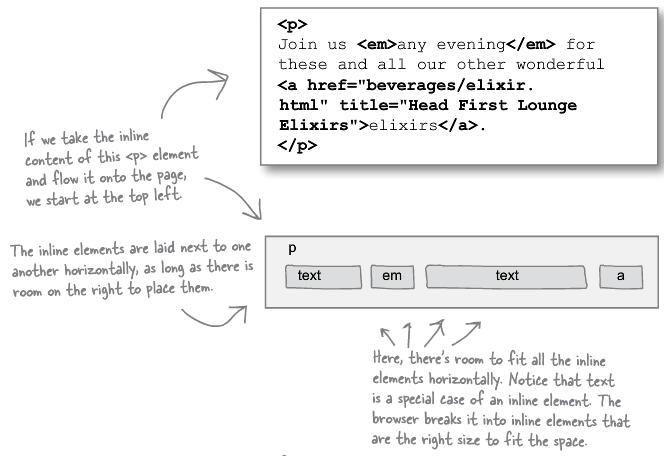 <p>
Join us <em>any evening</em> for
these and all our other wonderful
<a href="beverages/elixir.
html" title="Head First Lounge
Elixirs">elixirs</a>.
</p>
If we take the inline
content of this <p> element
and flow it onto the page,
we start at the top left.
The inline elements are laid next to one
another horizontally, as long as there is
room on the right to place them.
p
text em text a
Here, there's room to fit all the inline
elements horizontally. Notice that text
is a special case of an inline element. The
browser breaks it into inline elements that
are the right size to fit the space.